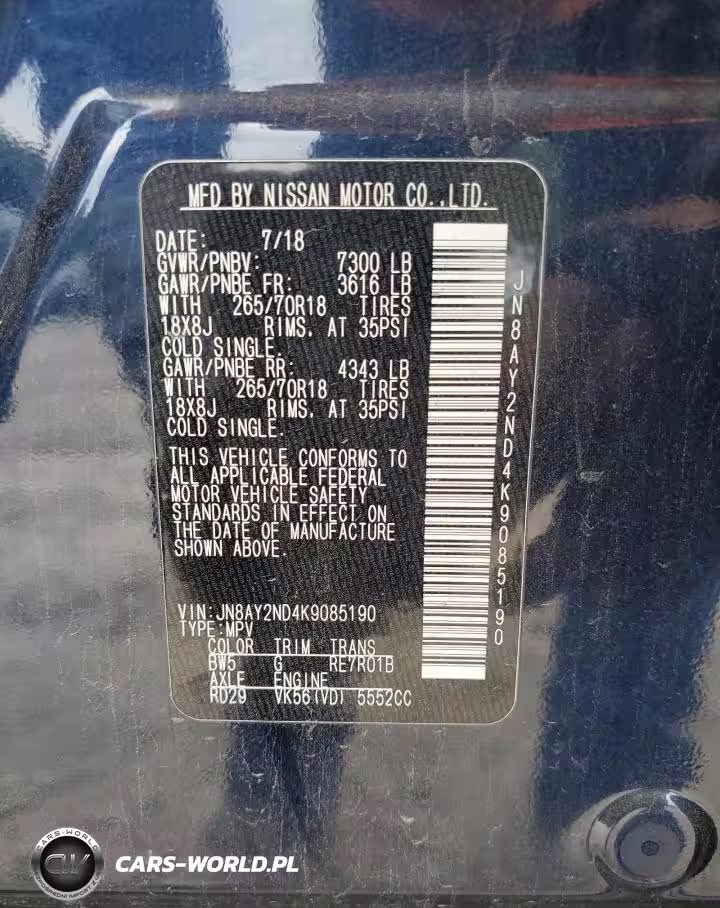 MFD BY NISSAN MOTOR CO.,LTD.
DATE: 7/18
GVWR/PNBV: 7300 LB
GAWR/PNBE FR: 3616 LB
WITH 265/70R18 TIRES
18X8J RIMS. AT 35PSI
COLD SINGLE.
GAWR/PNBE RR: 4343 LB
WITH 265/70R18 TIRES
18X8J RIMS. AT 35PSI
COLD SINGLE.
THIS VEHICLE CONFORMS TO
ALL APPLICABLE FEDERAL
MOTOR VEHICLE SAFETY
STANDARDS IN EFFECT ON
THE DATE OF MANUFACTURE
SHOWN ABOVE.
VIN:JN8AY2ND4K9085190
TYPE:MPV
COLOR TRIM TRANS
BW5 G RE7R01B
AXLE ENGINE
RD29 VK56(VD) 5552CC
JN8AY2ND4K9085190
CARS-WORLD
CW
CARS-WORLD.PL